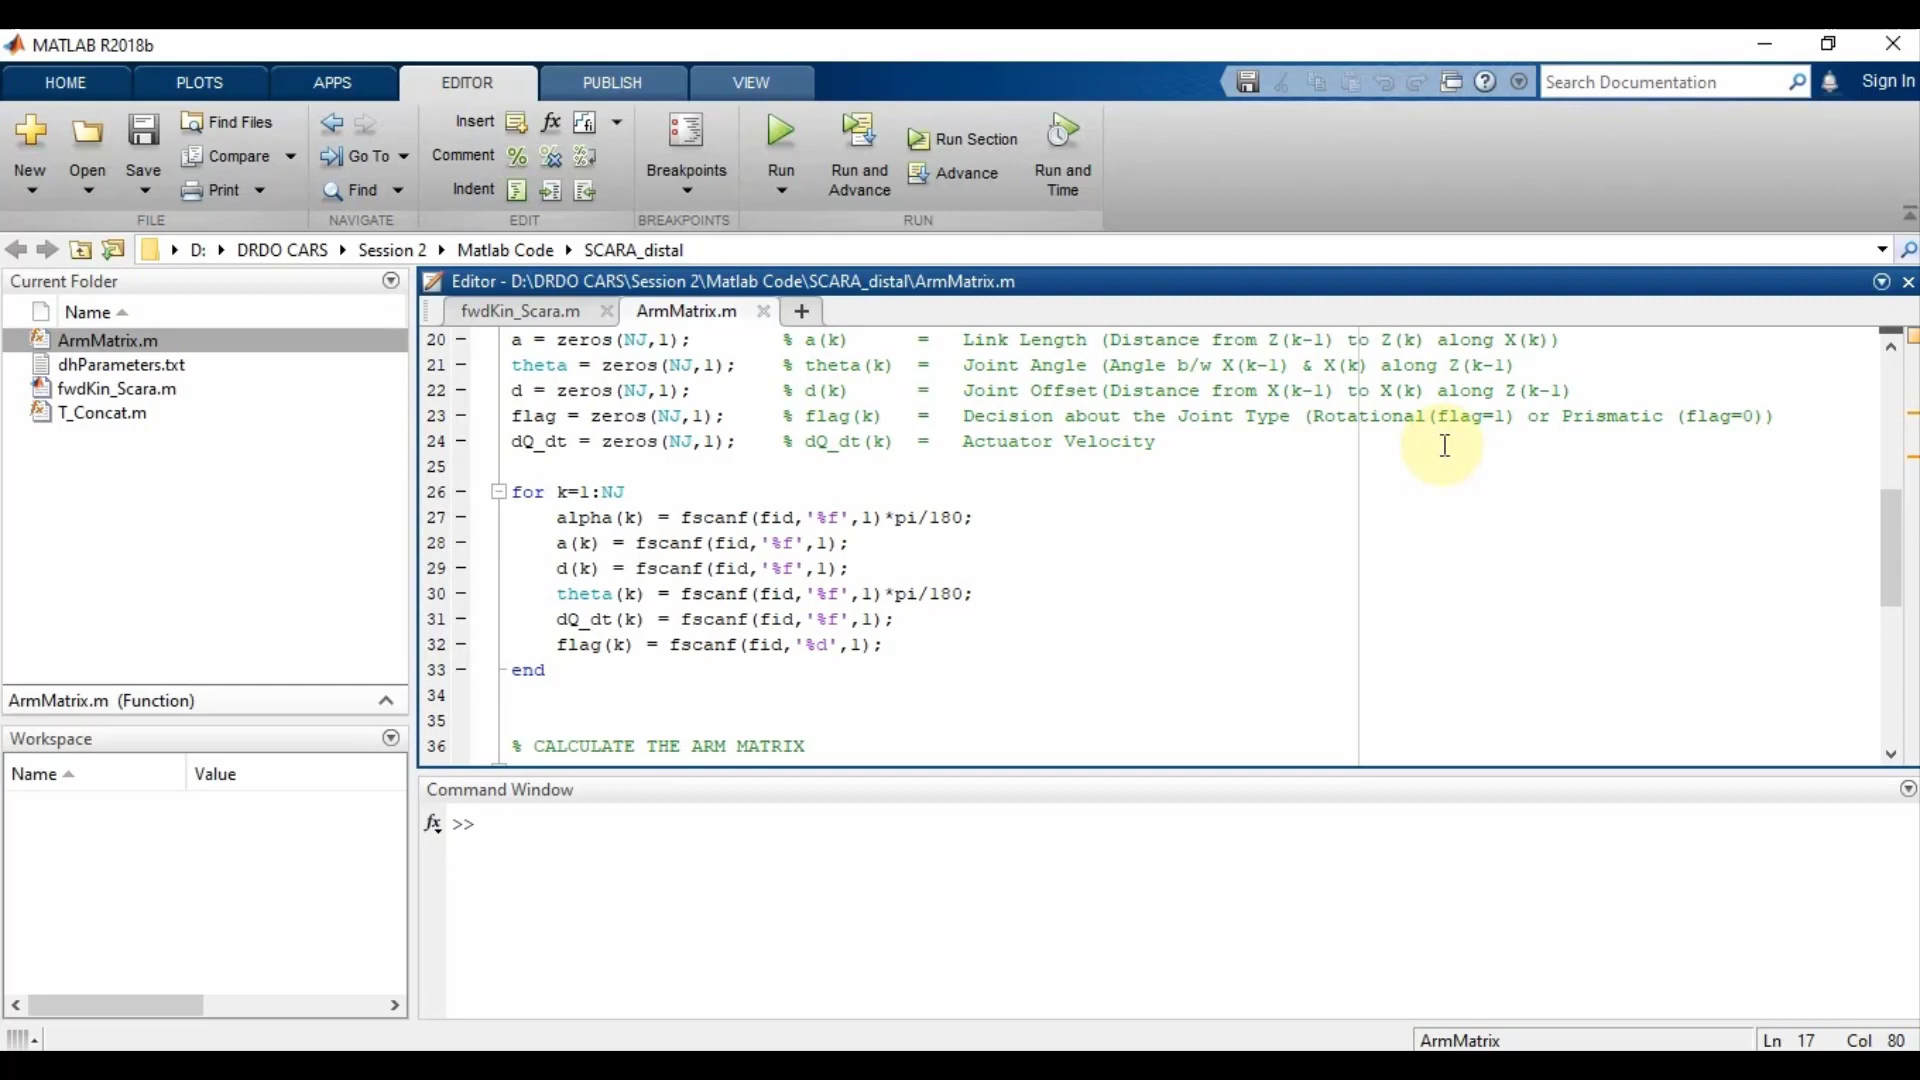 MATLAB R2018b
HOME PLOTS APPS EDITOR PUBLISH VIEW
Search Documentation
Sign In
New
Open
Save
Find Files
Compare
Print
FILE
Go To
Find
NAVIGATE
Insert
Comment
Indent
EDIT
Breakpoints
BREAKPOINTS
Run
Run and
Advance
Run Section
Advance
Run and
Time
RUN
D: DRDO CARS Session 2 Matlab Code SCARA_distal
Current Folder
Name
ArmMatrix.m
dhParameters.txt
fwdKin_Scara.m
T_Concat.m
ArmMatrix.m (Function)
Workspace
Name Value
Editor - D:\DRDO CARS\Session 2\Matlab Code\SCARA_distal\ArmMatrix.m
fwdKin_Scara.m ArmMatrix.m
20 – a = zeros(NJ,1); % a(k) = Link Length (Distance from Z(k-1) to Z(k) along X(k))
21 – theta = zeros(NJ,1); % theta(k) = Joint Angle (Angle b/w X(k-1) & X(k) along Z(k-1)
22 – d = zeros(NJ,1); % d(k) = Joint Offset(Distance from X(k-1) to X(k) along Z(k-1)
23 – flag = zeros(NJ,1); % flag(k) = Decision about the Joint Type (Rotational(flag=1) or Prismatic (flag=0))
24 – dQ_dt = zeros(NJ,1); % dQ_dt(k) = Actuator Velocity
25
26 – for k=1:NJ
27 – alpha(k) = fscanf(fid,'%f',1)*pi/180;
28 – a(k) = fscanf(fid,'%f',1);
29 – d(k) = fscanf(fid,'%f',1);
30 – theta(k) = fscanf(fid,'%f',1)*pi/180;
31 – dQ_dt(k) = fscanf(fid,'%f',1);
32 – flag(k) = fscanf(fid,'%d',1);
33 – end
34
35
36 % CALCULATE THE ARM MATRIX
Command Window
fx >>
ArmMatrix
Ln 17 Col 80